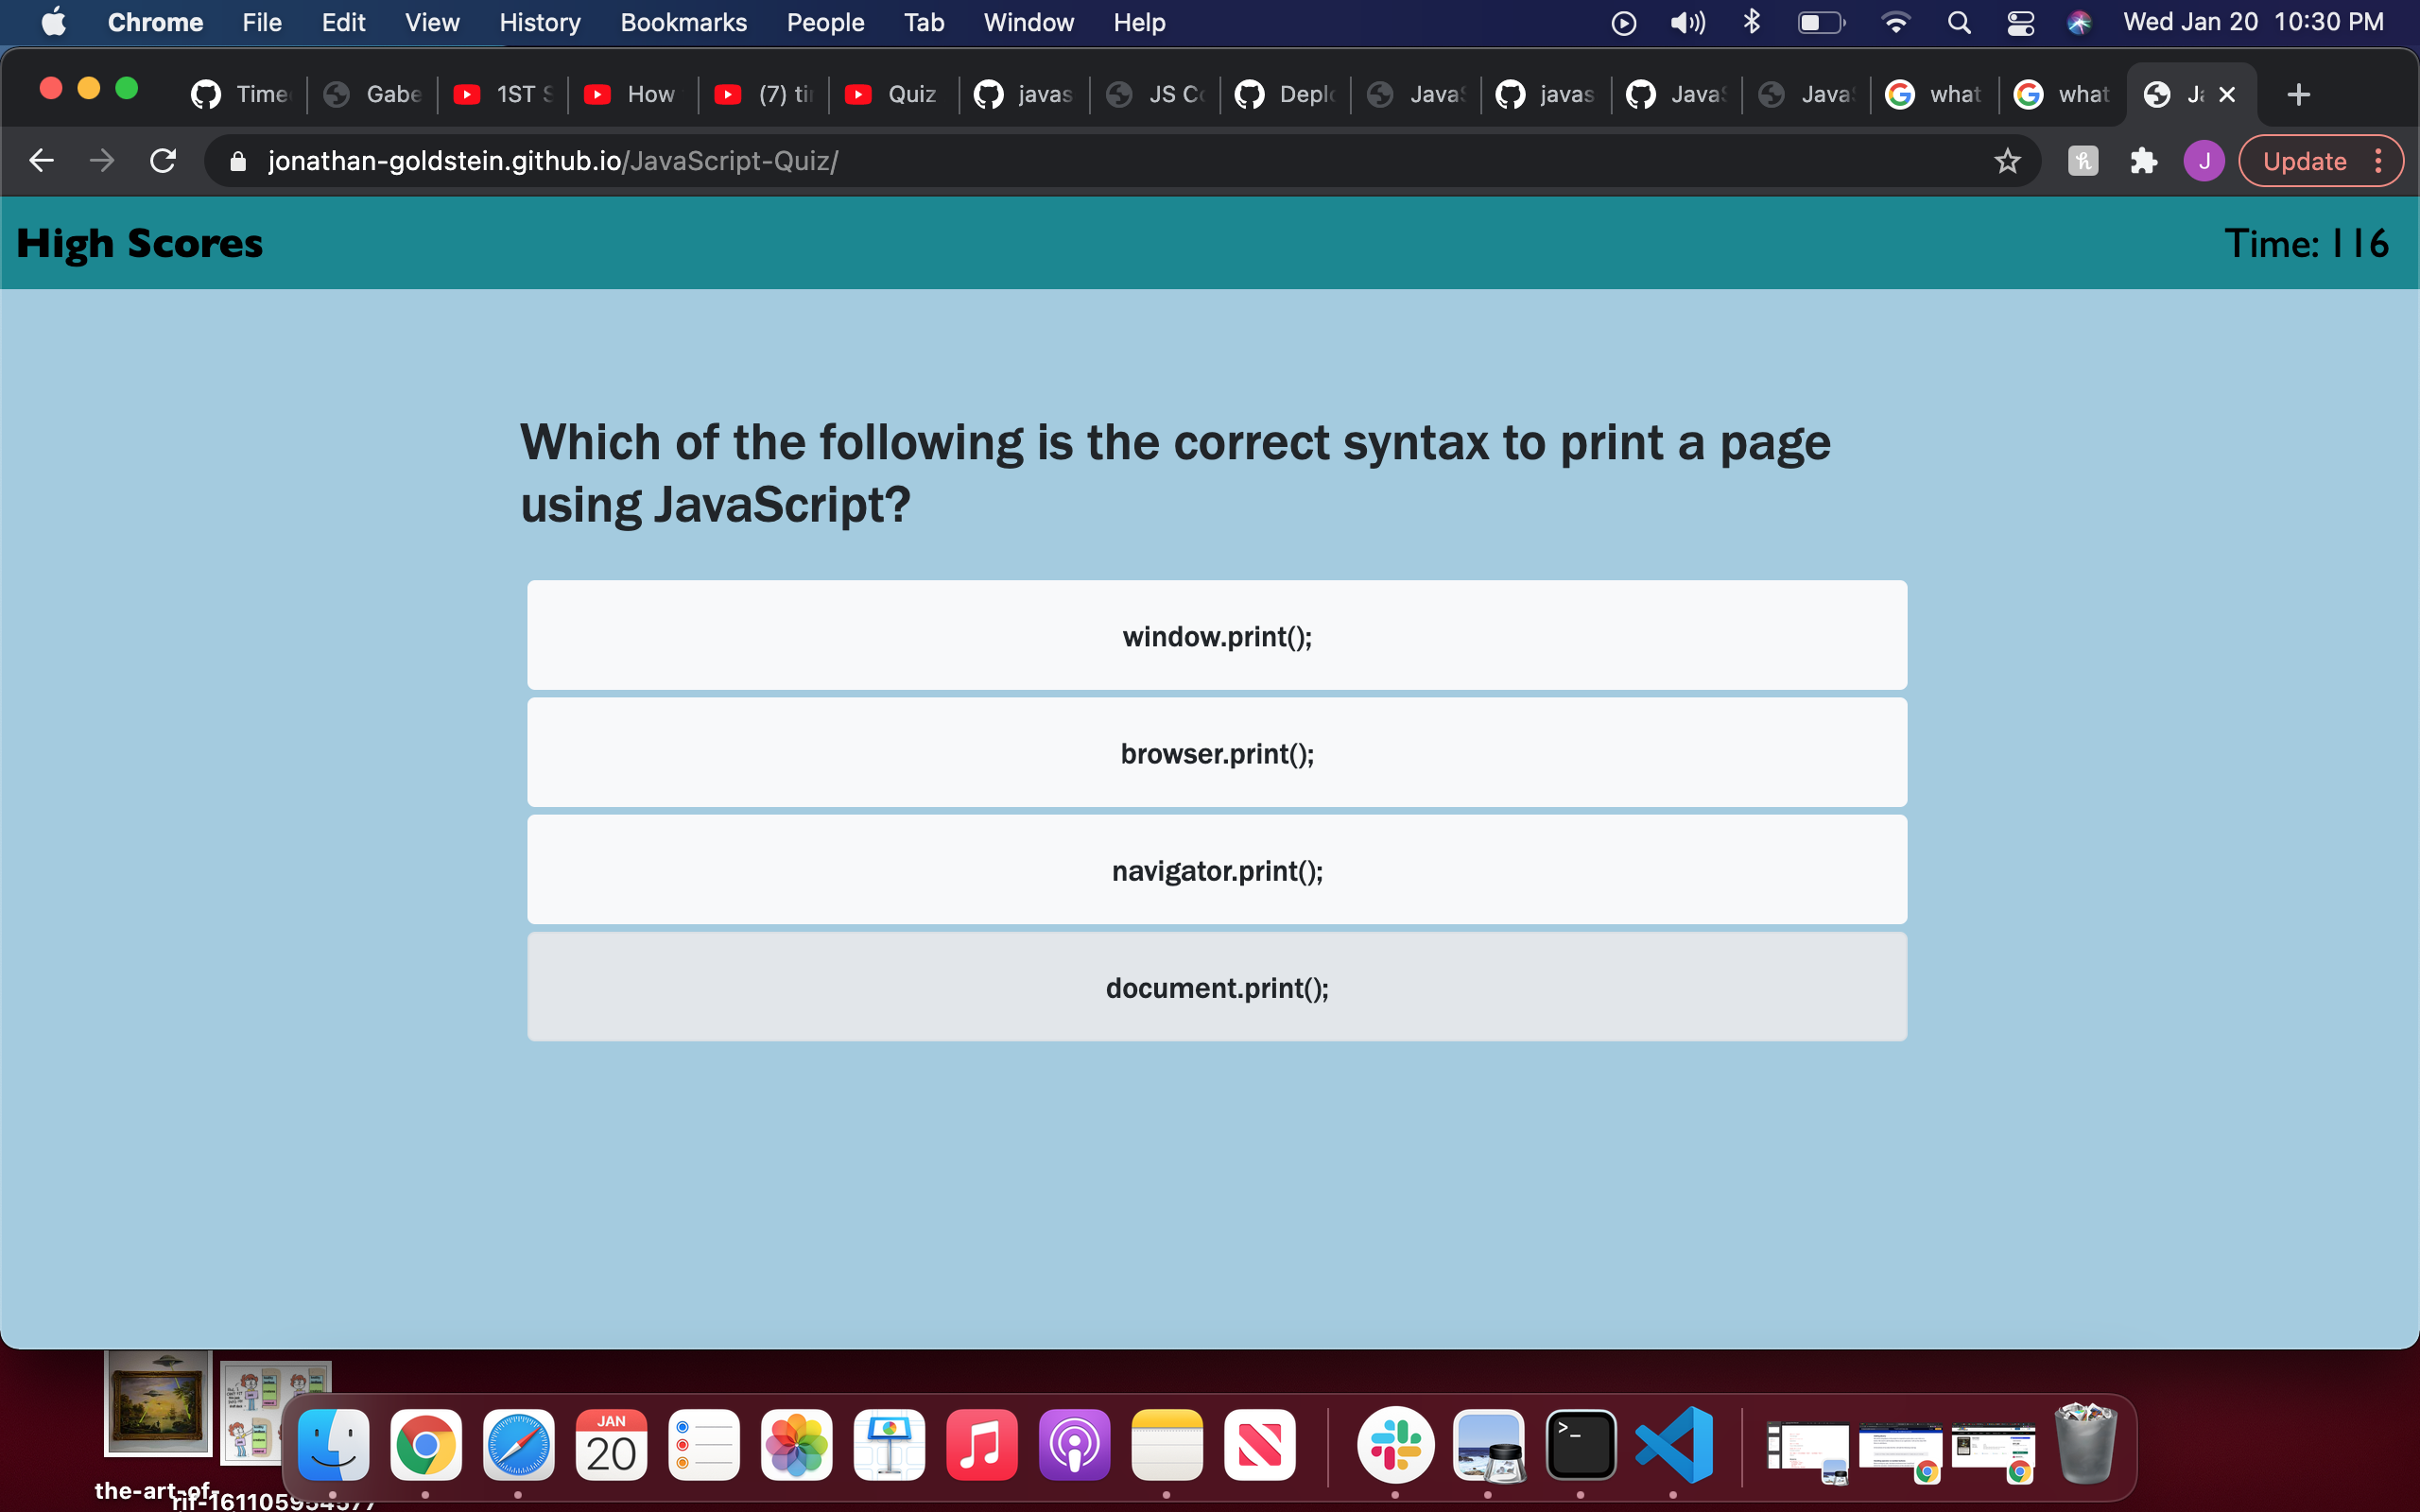 Chrome File Edit View History Bookmarks People Tab Window Help Wed Jan 20 10:30 PM
Time Gabe 1ST S How (7) ti Quiz javas JS C Depl Java javas Java Java what what J
jonathan-goldstein.github.io/JavaScript-Quiz/ J Update
High Scores Time: 116
Which of the following is the correct syntax to print a page
using JavaScript?
window.print();
browser.print();
navigator.print();
document.print();
JAN
20
>_
the-art-of-